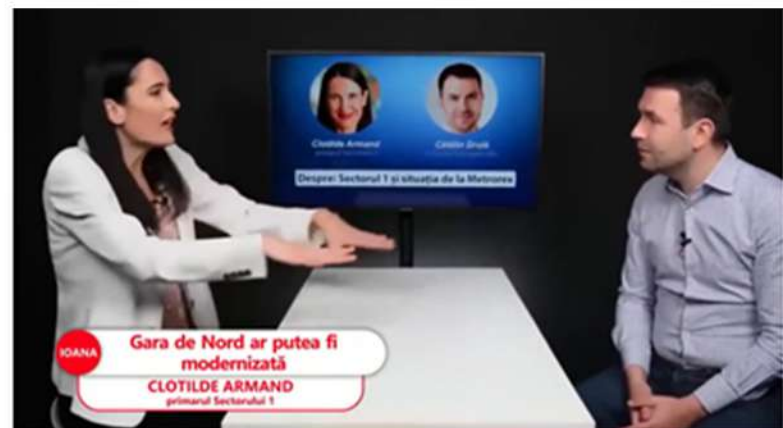 Clotilde Armand
Cătălin Drulă
Despre: Sectorul 1 și situația de la Metrorex
IOANA
Gara de Nord ar putea fi
modernizată
CLOTILDE ARMAND
primarul Sectorului 1